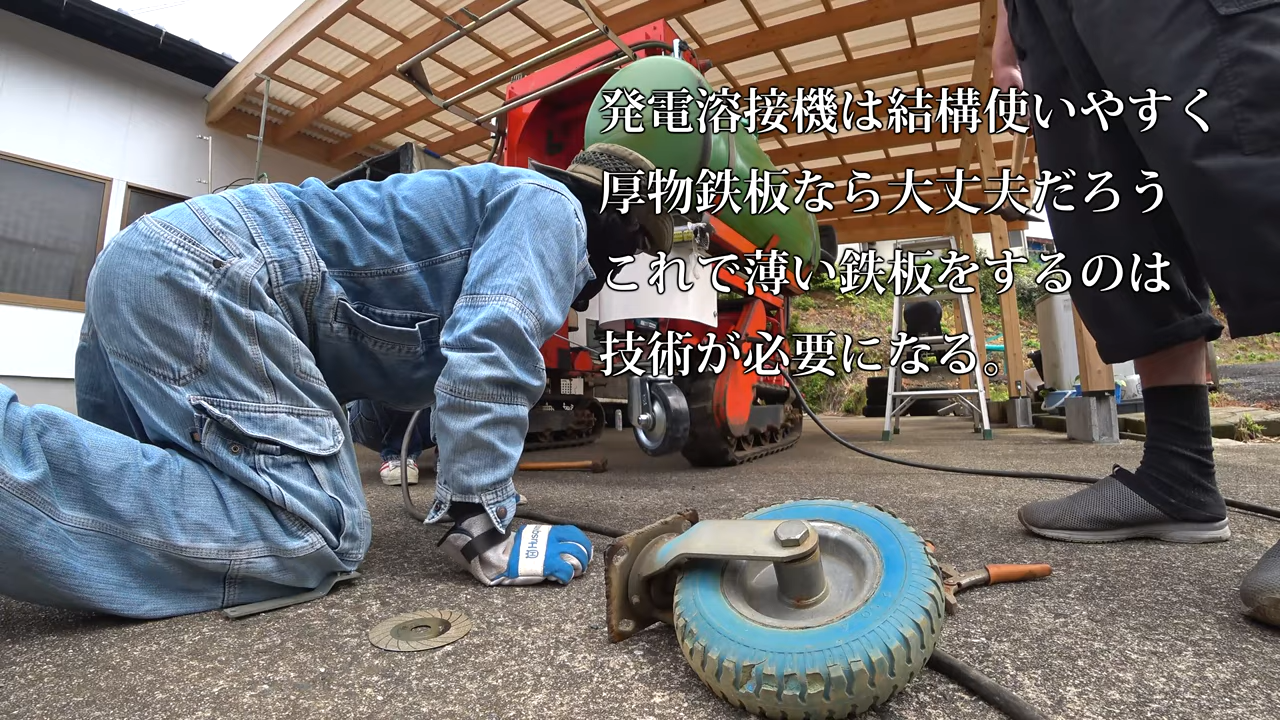 発電溶接機は結構使いやすく
厚物鉄板なら大丈夫だろう
これで薄い鉄板をするのは
技術が必要になる。